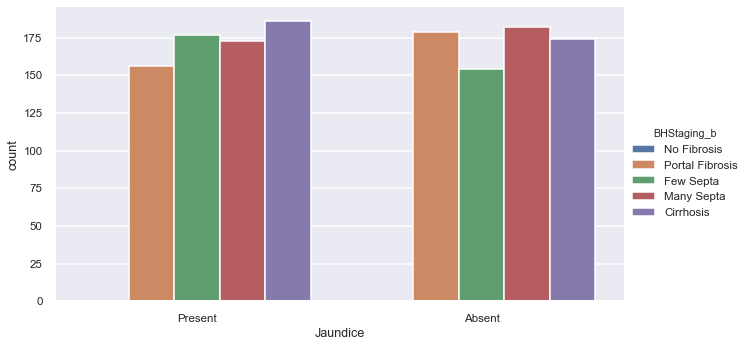 count
175
150
125
100
75
50
25
0
Present
Absent
Jaundice
BHStaging_b
No Fibrosis
Portal Fibrosis
Few Septa
Many Septa
Cirrhosis